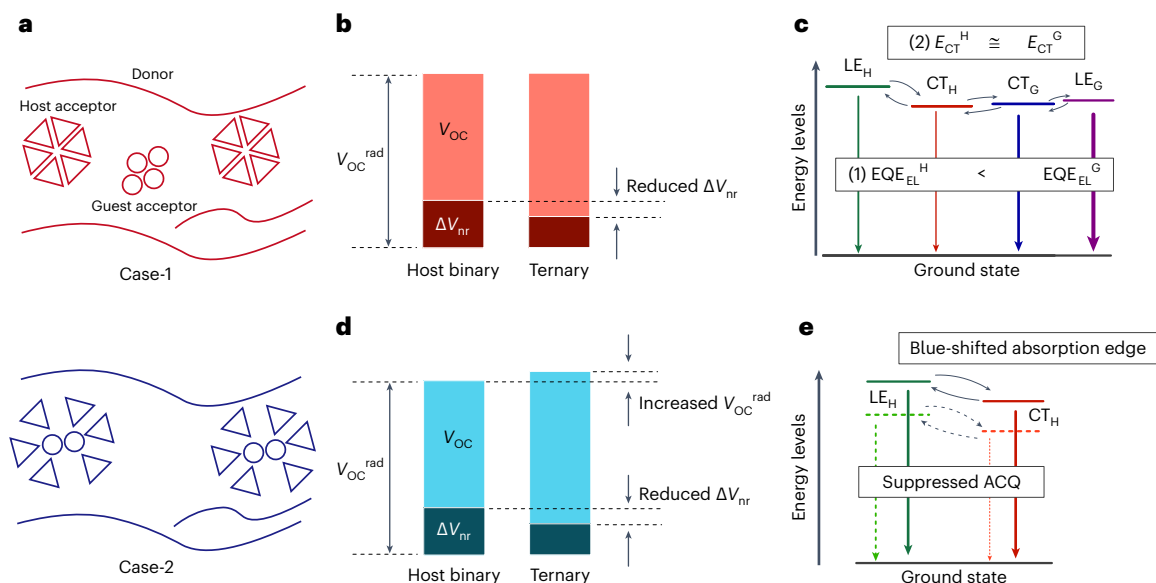 a
Donor
Host acceptor
Guest acceptor
Case-1
b
V_OC^rad
V_OC
ΔV_nr
Reduced ΔV_nr
Host binary
Ternary
c
(2) E_CT^H ≅ E_CT^G
LE_H
CT_H
CT_G
LE_G
Energy levels
(1) EQE_EL^H < EQE_EL^G
Ground state
Case-2
d
V_OC^rad
V_OC
ΔV_nr
Increased V_OC^rad
Reduced ΔV_nr
Host binary
Ternary
e
Blue-shifted absorption edge
LE_H
CT_H
Energy levels
Suppressed ACQ
Ground state